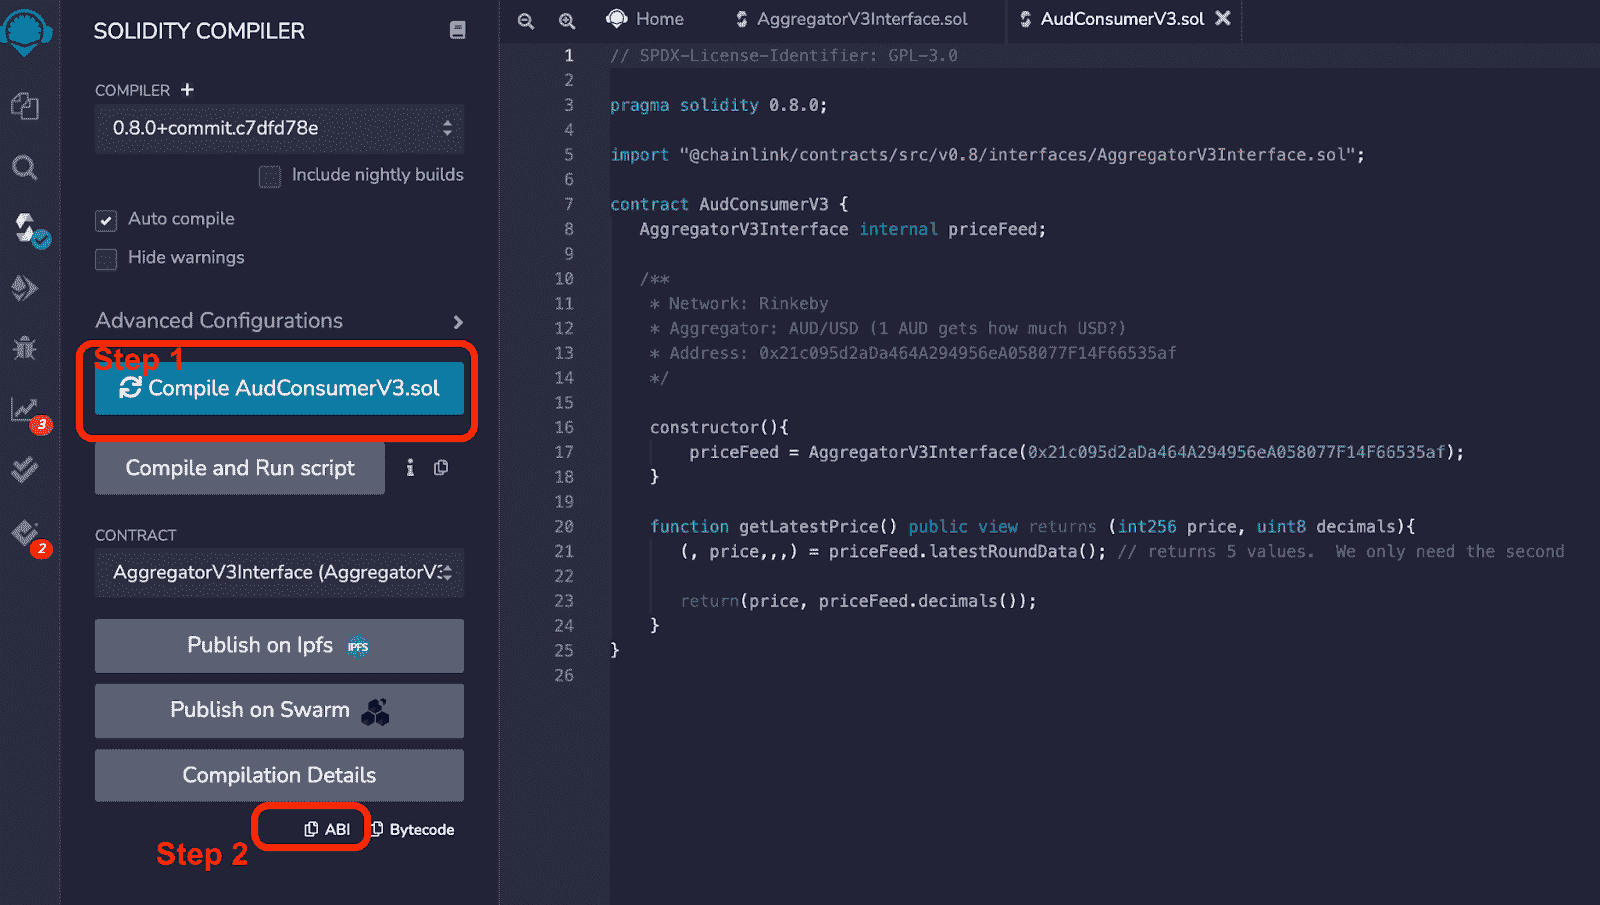 SOLIDITY COMPILER
COMPILER +
0.8.0+commit.c7dfd78e
Include nightly builds
Auto compile
Hide warnings
Advanced Configurations
Step 1
Compile AudConsumerV3.sol
Compile and Run script
CONTRACT
AggregatorV3Interface (AggregatorV3
Publish on Ipfs IPFS
Publish on Swarm
Compilation Details
ABI Bytecode
Step 2
3
2
Home AggregatorV3Interface.sol AudConsumerV3.sol
1 // SPDX-License-Identifier: GPL-3.0
2
3 pragma solidity 0.8.0;
4
5 import "@chainlink/contracts/src/v0.8/interfaces/AggregatorV3Interface.sol";
6
7 contract AudConsumerV3 {
8 AggregatorV3Interface internal priceFeed;
9
10 /**
11 * Network: Rinkeby
12 * Aggregator: AUD/USD (1 AUD gets how much USD?)
13 * Address: 0x21c095d2aDa464A294956eA058077F14F66535af
14 */
15
16 constructor(){
17 priceFeed = AggregatorV3Interface(0x21c095d2aDa464A294956eA058077F14F66535af);
18 }
19
20 function getLatestPrice() public view returns (int256 price, uint8 decimals){
21 (, price,,,) = priceFeed.latestRoundData(); // returns 5 values. We only need the second
22
23 return(price, priceFeed.decimals());
24 }
25 }
26